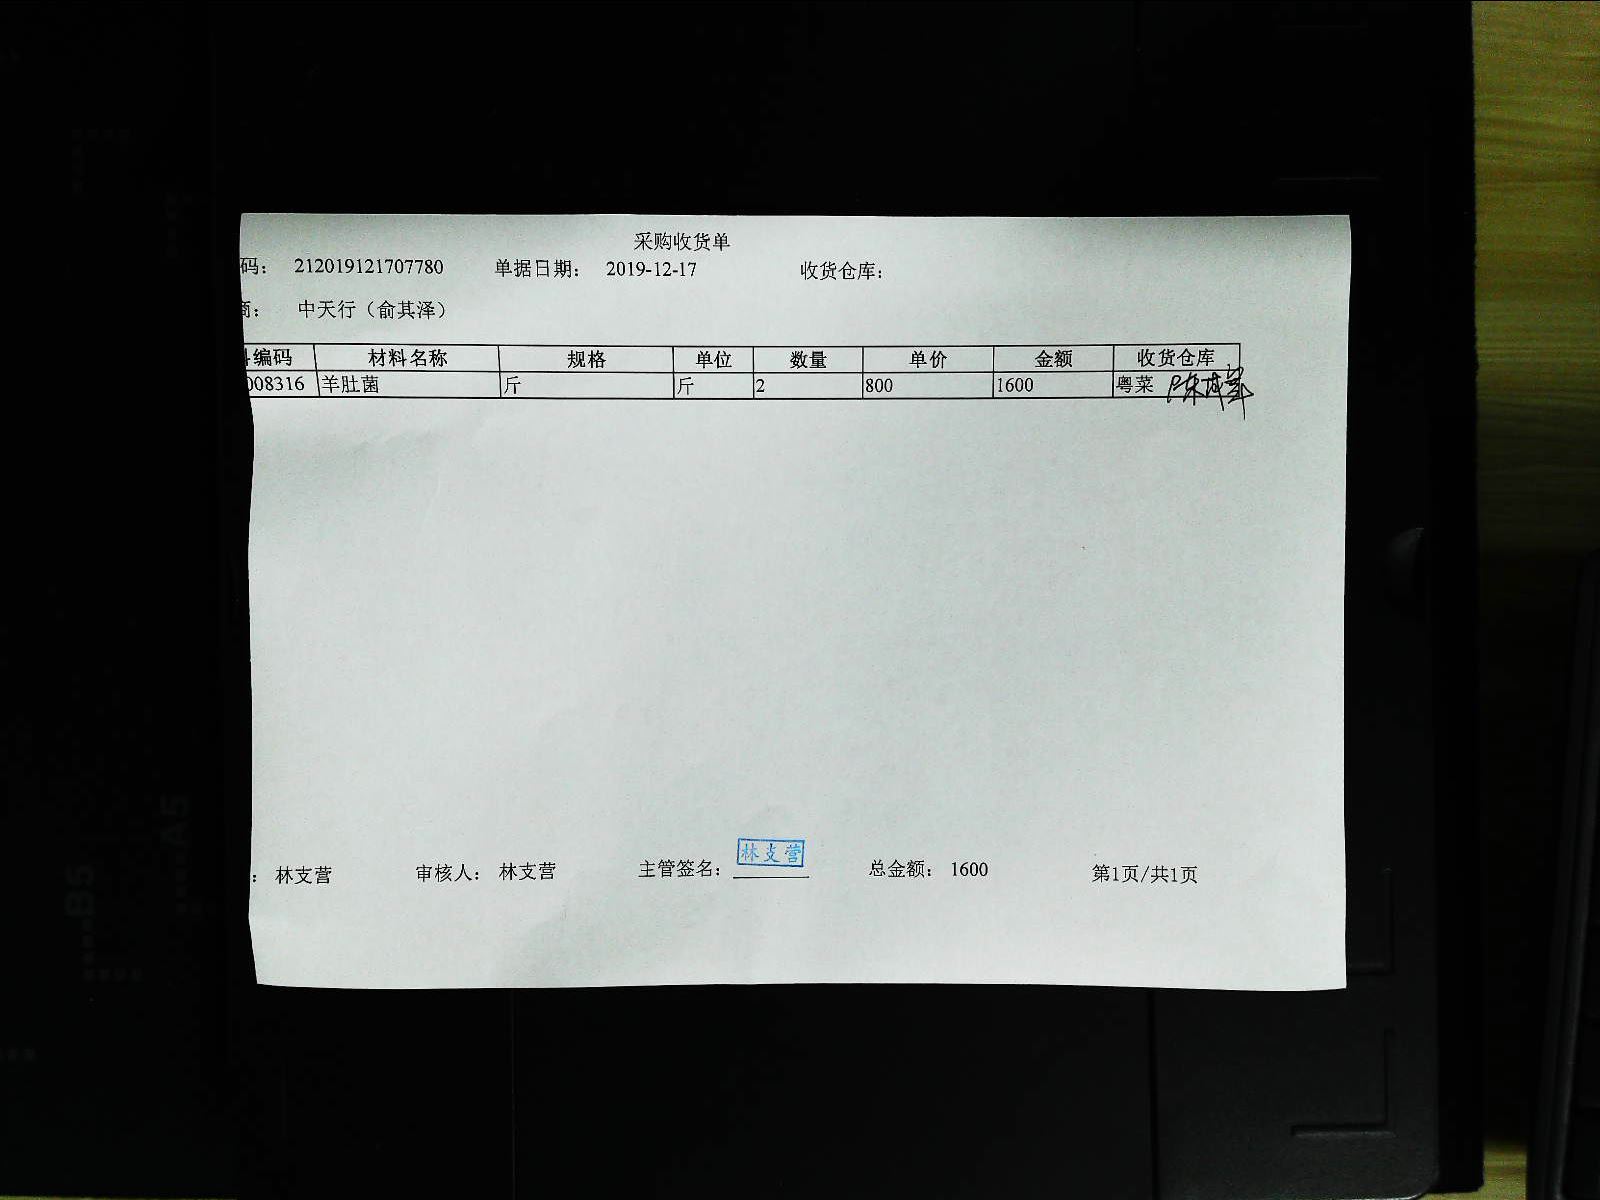 采购收货单
码： 212019121707780 单据日期： 2019-12-17 收货仓库：
商： 中天行（俞其泽）
编码 材料名称 规格 单位 数量 单价 金额 收货仓库
008316 羊肚菌 斤 斤 2 800 1600 粤菜
： 林支营 审核人： 林支营 主管签名： 林支营 总金额： 1600 第1页/共1页
B5
A5